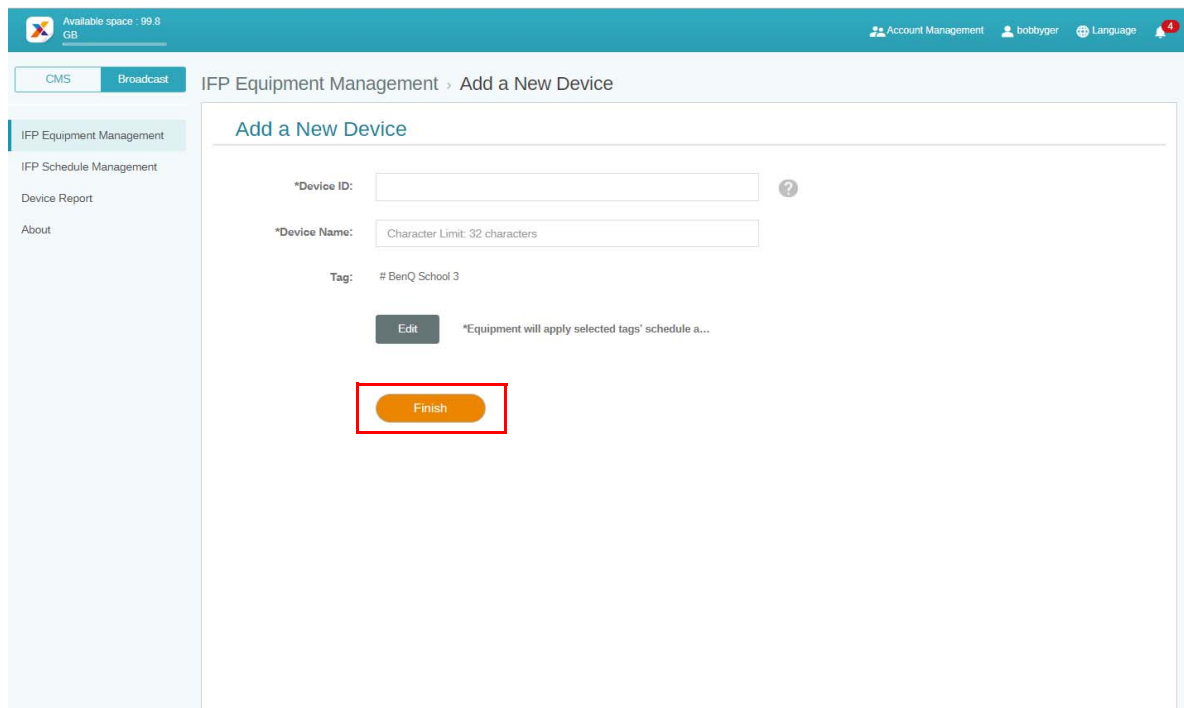 Available space : 99.8
GB
Account Management
bobbyger
Language
4
CMS
Broadcast
IFP Equipment Management › Add a New Device
IFP Equipment Management
IFP Schedule Management
Device Report
About
Add a New Device
*Device ID:
?
*Device Name:
Character Limit: 32 characters
Tag:
# BenQ School 3
Edit
*Equipment will apply selected tags' schedule a...
Finish